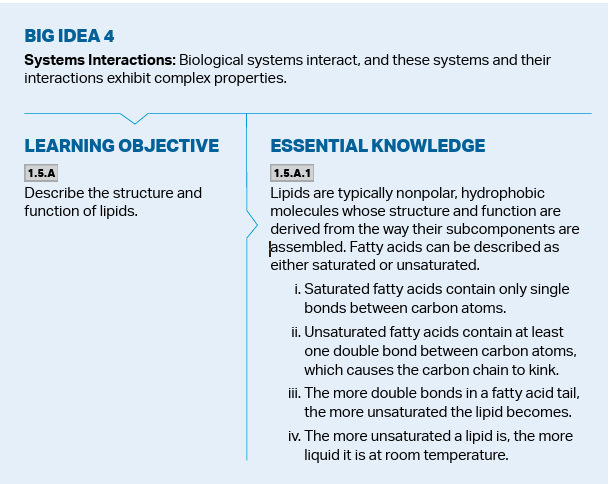 BIG IDEA 4
Systems Interactions: Biological systems interact, and these systems and their
interactions exhibit complex properties.
LEARNING OBJECTIVE
1.5.A
Describe the structure and
function of lipids.
ESSENTIAL KNOWLEDGE
1.5.A.1
Lipids are typically nonpolar, hydrophobic
molecules whose structure and function are
derived from the way their subcomponents are
assembled. Fatty acids can be described as
either saturated or unsaturated.
i. Saturated fatty acids contain only single
bonds between carbon atoms.
ii. Unsaturated fatty acids contain at least
one double bond between carbon atoms,
which causes the carbon chain to kink.
iii. The more double bonds in a fatty acid tail,
the more unsaturated the lipid becomes.
iv. The more unsaturated a lipid is, the more
liquid it is at room temperature.